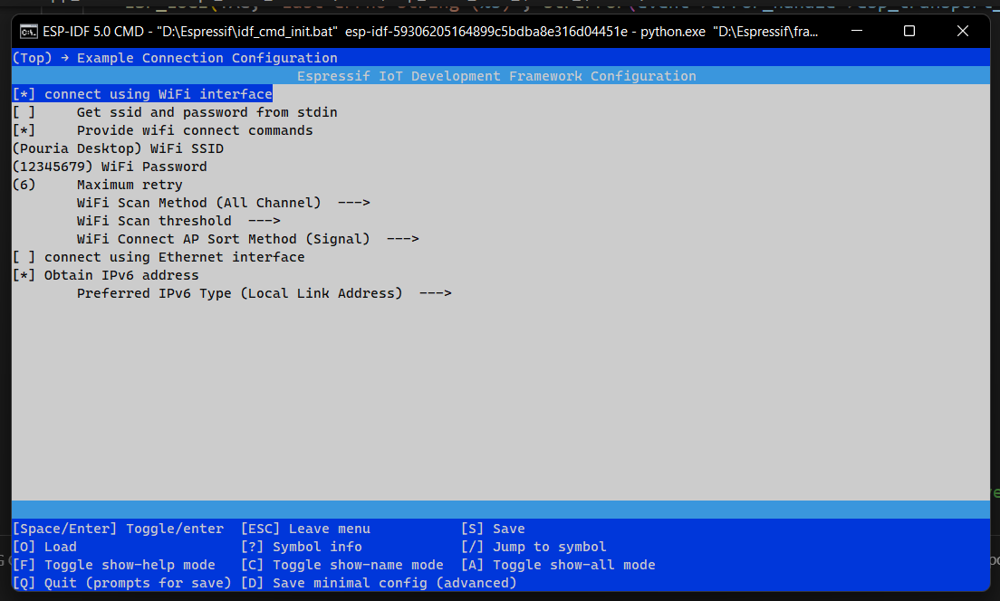 ESP-IDF 5.0 CMD - "D:\Espressif\idf_cmd_init.bat" esp-idf-59306205164899c5bdba8e316d04451e - python.exe "D:\Espressif\fra...
(Top) → Example Connection Configuration
Espressif IoT Development Framework Configuration
[*] connect using WiFi interface
[ ]     Get ssid and password from stdin
[*]     Provide wifi connect commands
(Pouria Desktop) WiFi SSID
(12345679) WiFi Password
(6)     Maximum retry
        WiFi Scan Method (All Channel)  --->
        WiFi Scan threshold  --->
        WiFi Connect AP Sort Method (Signal)  --->
[ ] connect using Ethernet interface
[*] Obtain IPv6 address
        Preferred IPv6 Type (Local Link Address)  --->
[Space/Enter] Toggle/enter  [ESC] Leave menu           [S] Save
[O] Load                    [?] Symbol info            [/] Jump to symbol
[F] Toggle show-help mode   [C] Toggle show-name mode  [A] Toggle show-all mode
[Q] Quit (prompts for save) [D] Save minimal config (advanced)